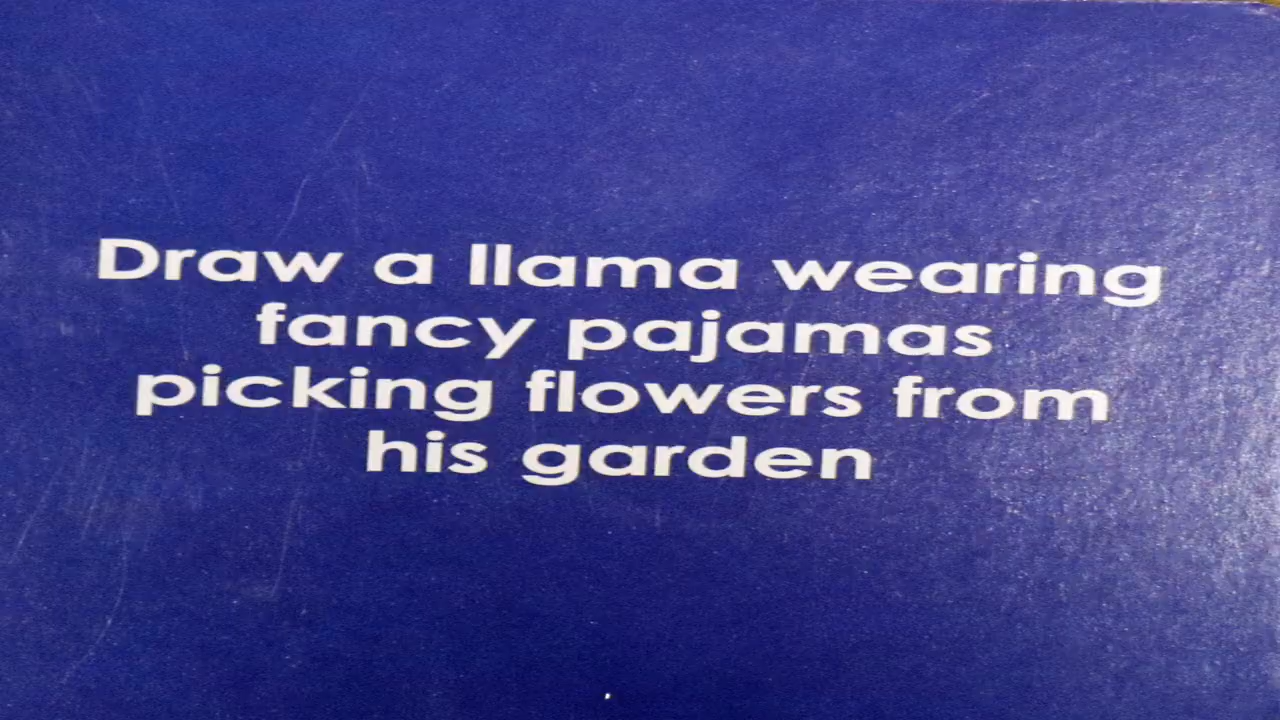 Draw a llama wearing
fancy pajamas
picking flowers from
his garden